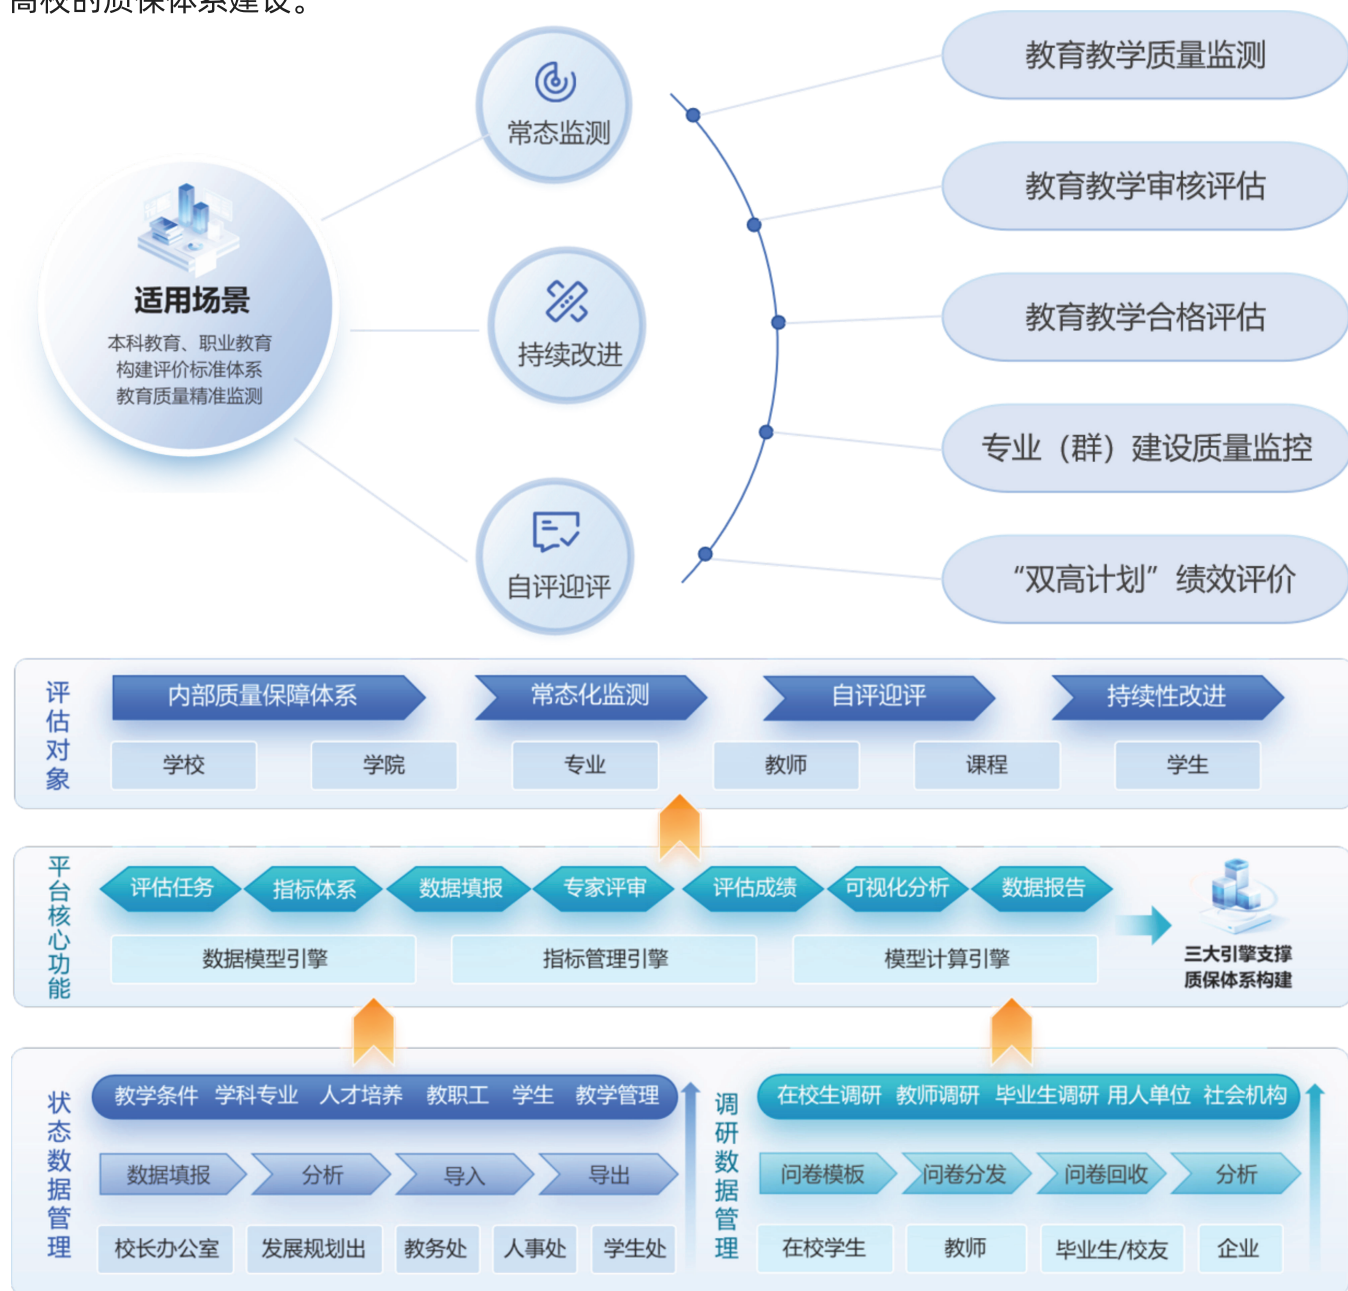 高校的质保体系建设。
适用场景
本科教育、职业教育
构建评价标准体系
教育质量精准监测
常态监测
持续改进
自评迎评
教育教学质量监测
教育教学审核评估
教育教学合格评估
专业（群）建设质量监控
“双高计划”绩效评价
评估对象
内部质量保障体系 常态化监测 自评迎评 持续性改进
学校 学院 专业 教师 课程 学生
平台核心功能
评估任务 指标体系 数据填报 专家评审 评估成绩 可视化分析 数据报告
数据模型引擎 指标管理引擎 模型计算引擎
三大引擎支撑
质保体系构建
状态数据管理
教学条件 学科专业 人才培养 教职工 学生 教学管理
数据填报 分析 导入 导出
校长办公室 发展规划出 教务处 人事处 学生处
调研数据管理
在校生调研 教师调研 毕业生调研 用人单位 社会机构
问卷模板 问卷分发 问卷回收 分析
在校学生 教师 毕业生/校友 企业